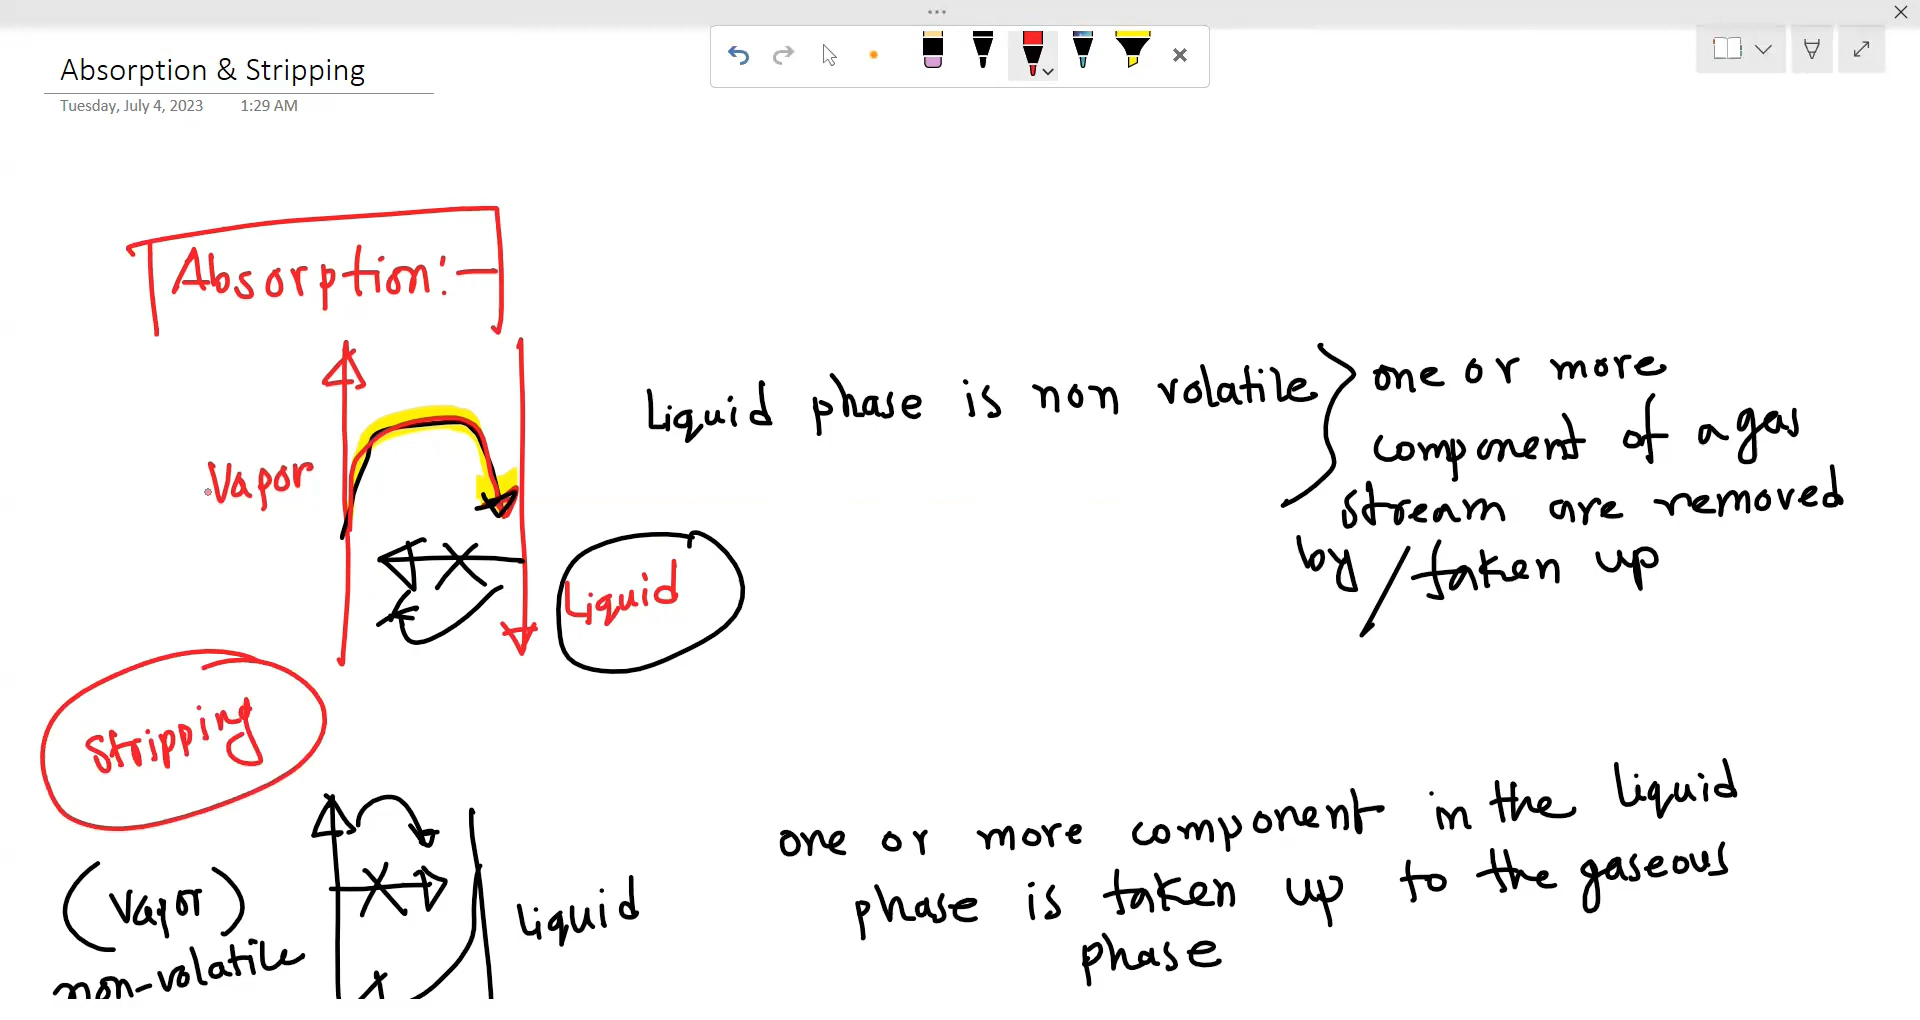 Absorption & Stripping
Tuesday, July 4, 2023 1:29 AM
Absorption:-
Liquid phase is non volatile
one or more
component of a gas
stream are removed
by / taken up
Vapor
Liquid
Stripping
one or more component in the liquid
phase is taken up to the gaseous
phase
(Vapor)
non-volatile
Liquid